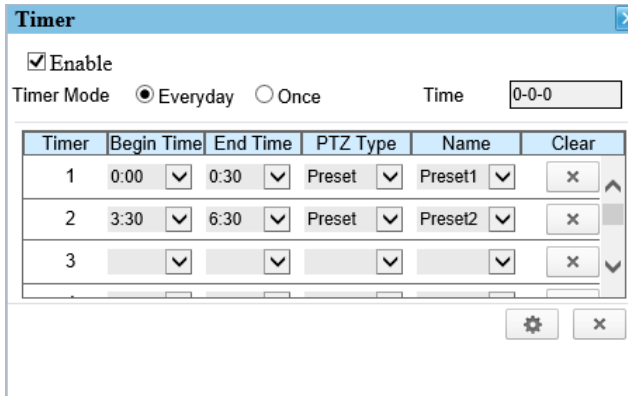 Timer
Enable
Timer Mode Everyday Once Time 0-0-0
Timer Begin Time End Time PTZ Type Name Clear
1 0:00 0:30 Preset Preset1
2 3:30 6:30 Preset Preset2
3